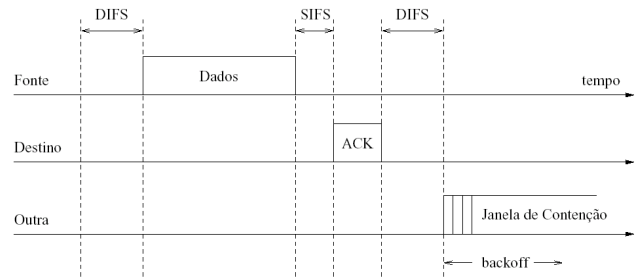 DIFS SIFS DIFS
Fonte Dados tempo
Destino ACK
Outra Janela de Contenção
backoff